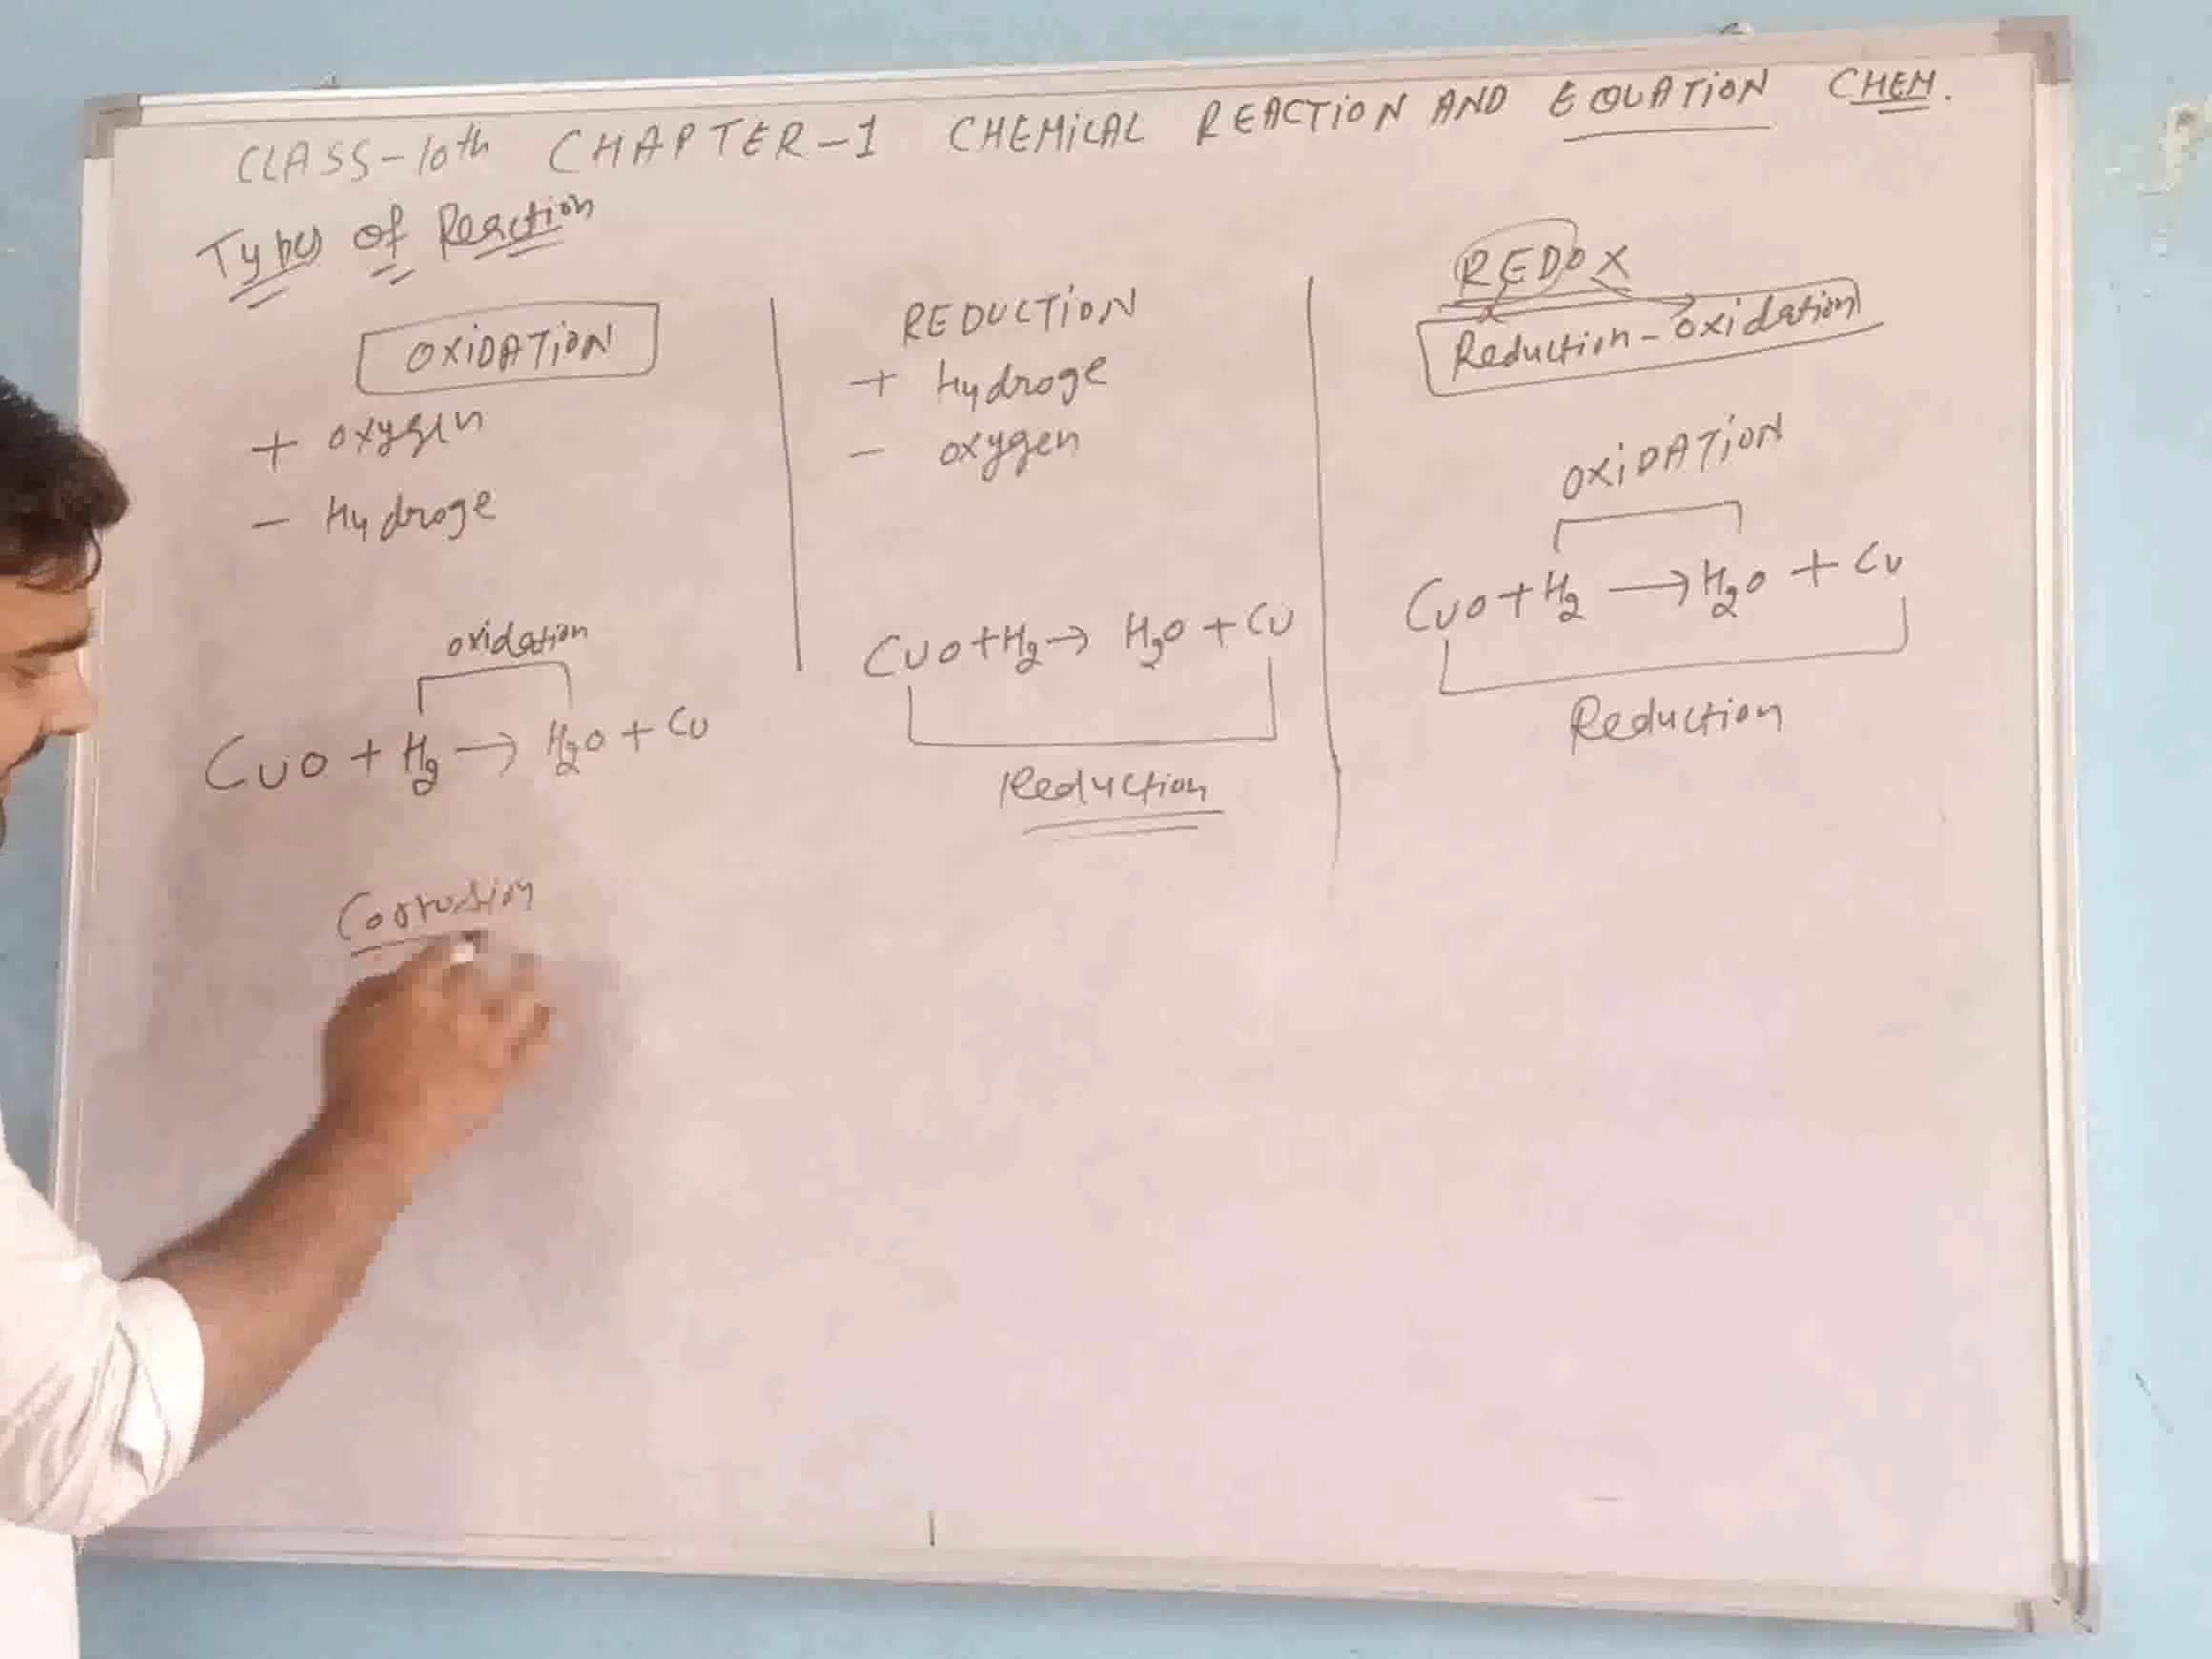 CLASS-10th CHAPTER-1 CHEMICAL REACTION AND EQUATION CHEM.
Types of Reaction
OXIDATION
+ oxygen
- Hydroge
oxidation
CuO + H2 → H2O + Cu
Corrosion
REDUCTION
+ Hydroge
- oxygen
CuO+H2→ H2O + Cu
Reduction
REDOX
Reduction-oxidation
OXIDATION
CuO+H2 → H2O + Cu
Reduction